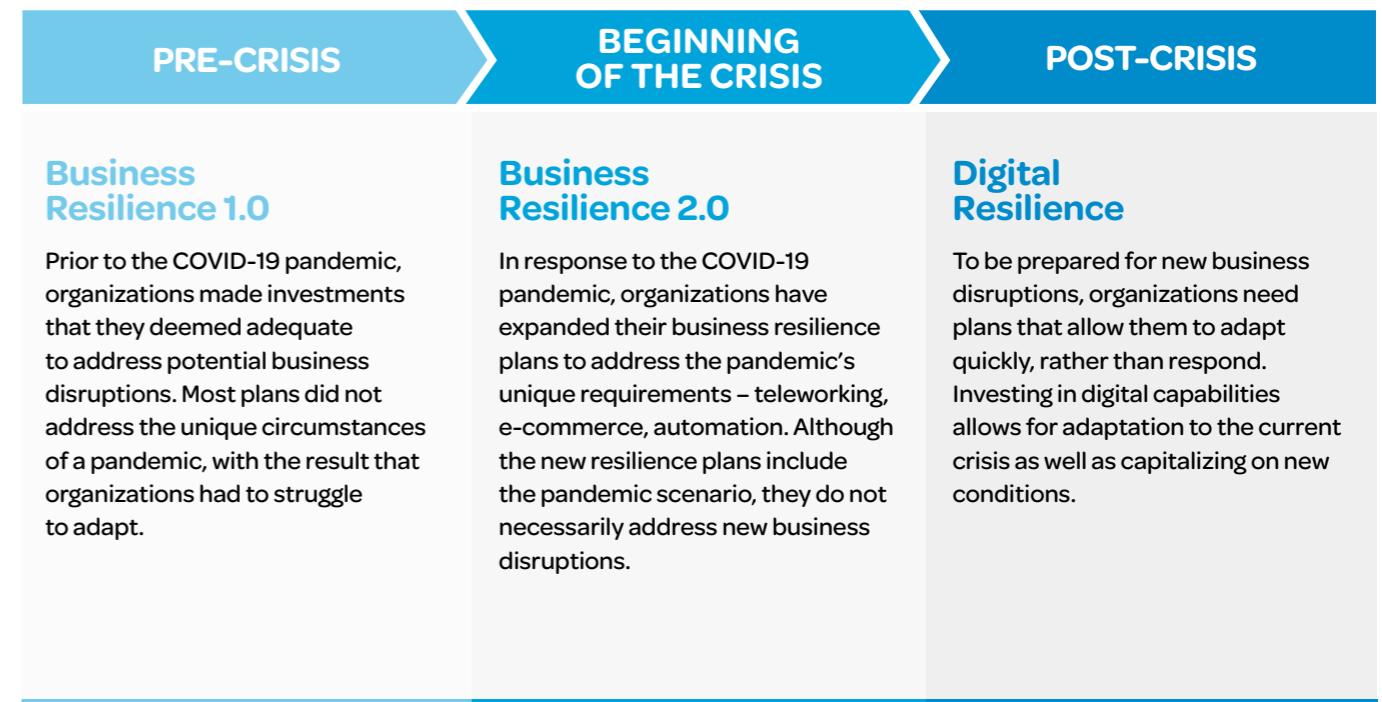 PRE-CRISIS
BEGINNING
OF THE CRISIS
POST-CRISIS
Business
Resilience 1.0
Prior to the COVID-19 pandemic,
organizations made investments
that they deemed adequate
to address potential business
disruptions. Most plans did not
address the unique circumstances
of a pandemic, with the result that
organizations had to struggle
to adapt.
Business
Resilience 2.0
In response to the COVID-19
pandemic, organizations have
expanded their business resilience
plans to address the pandemic’s
unique requirements – teleworking,
e-commerce, automation. Although
the new resilience plans include
the pandemic scenario, they do not
necessarily address new business
disruptions.
Digital
Resilience
To be prepared for new business
disruptions, organizations need
plans that allow them to adapt
quickly, rather than respond.
Investing in digital capabilities
allows for adaptation to the current
crisis as well as capitalizing on new
conditions.